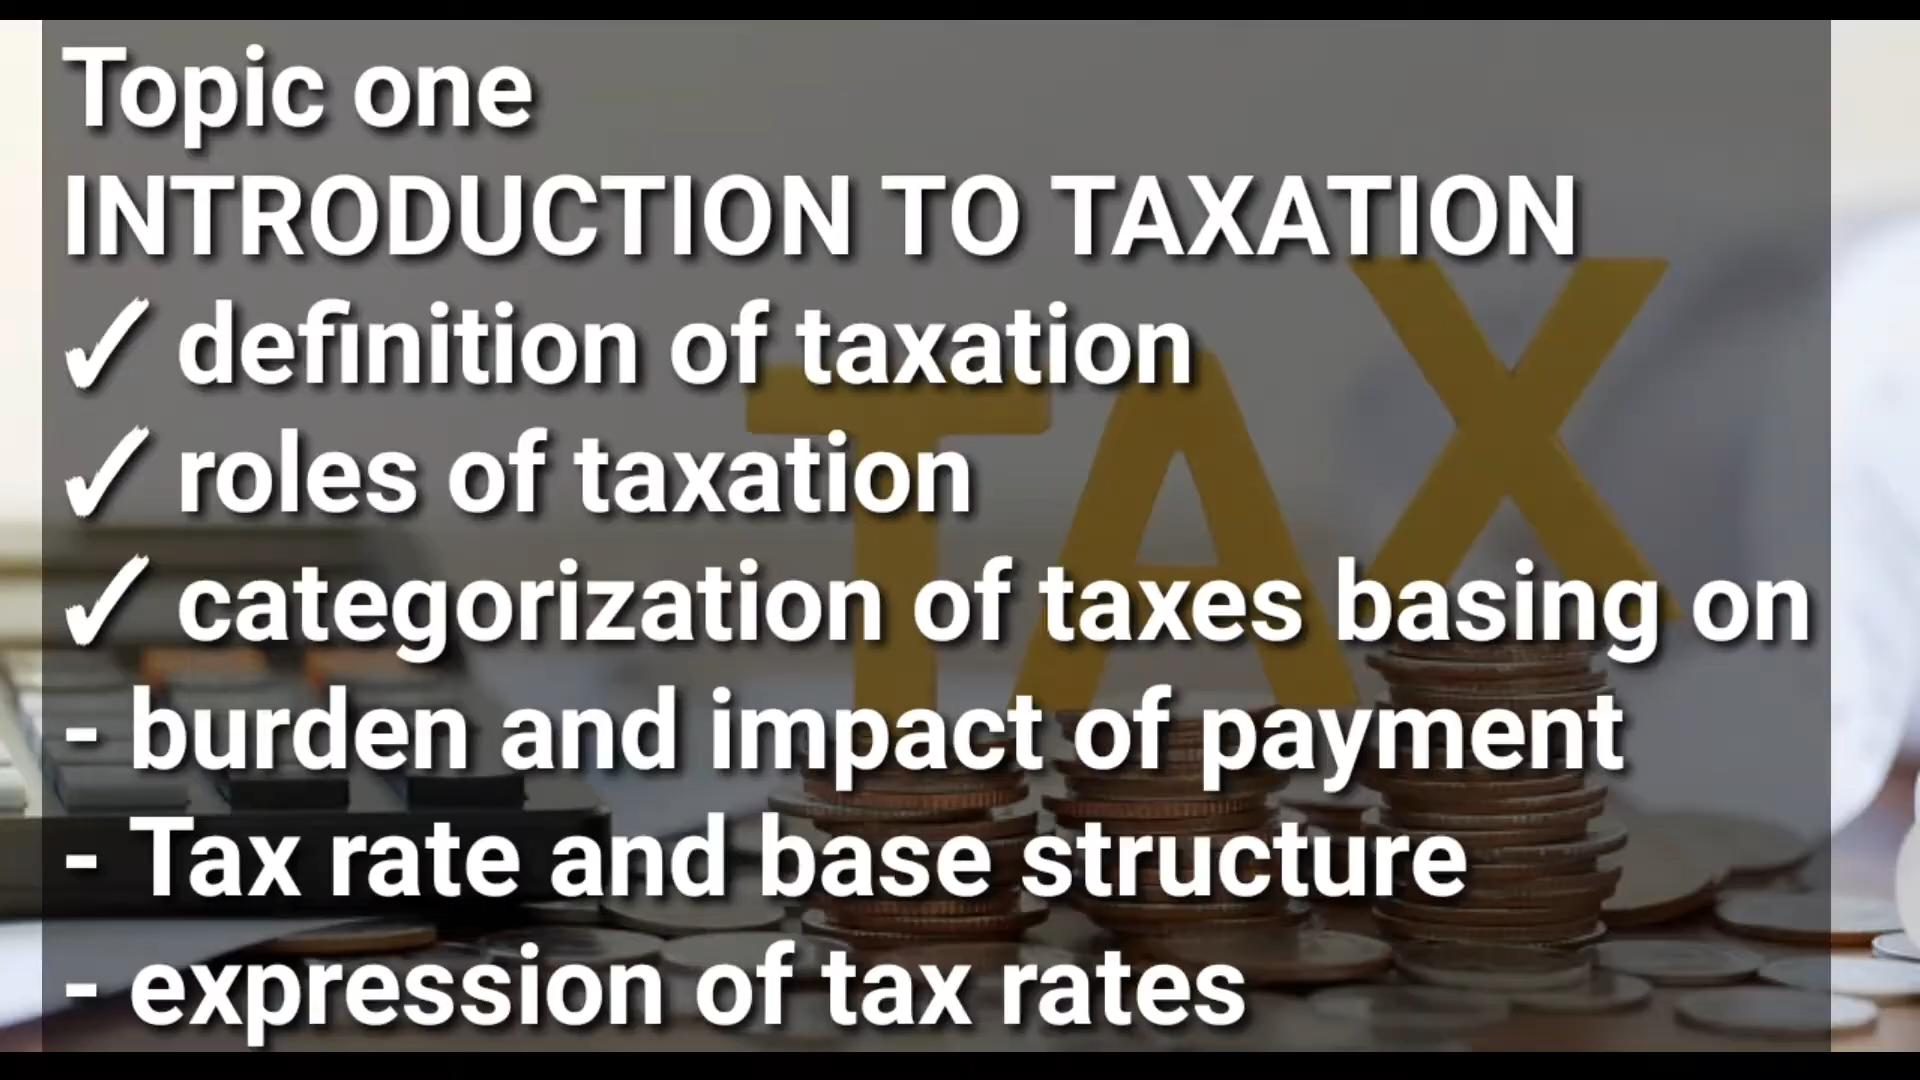 Topic one
INTRODUCTION TO TAXATION
✓ definition of taxation
✓ roles of taxation
✓ categorization of taxes basing on
- burden and impact of payment
- Tax rate and base structure
- expression of tax rates
TAX